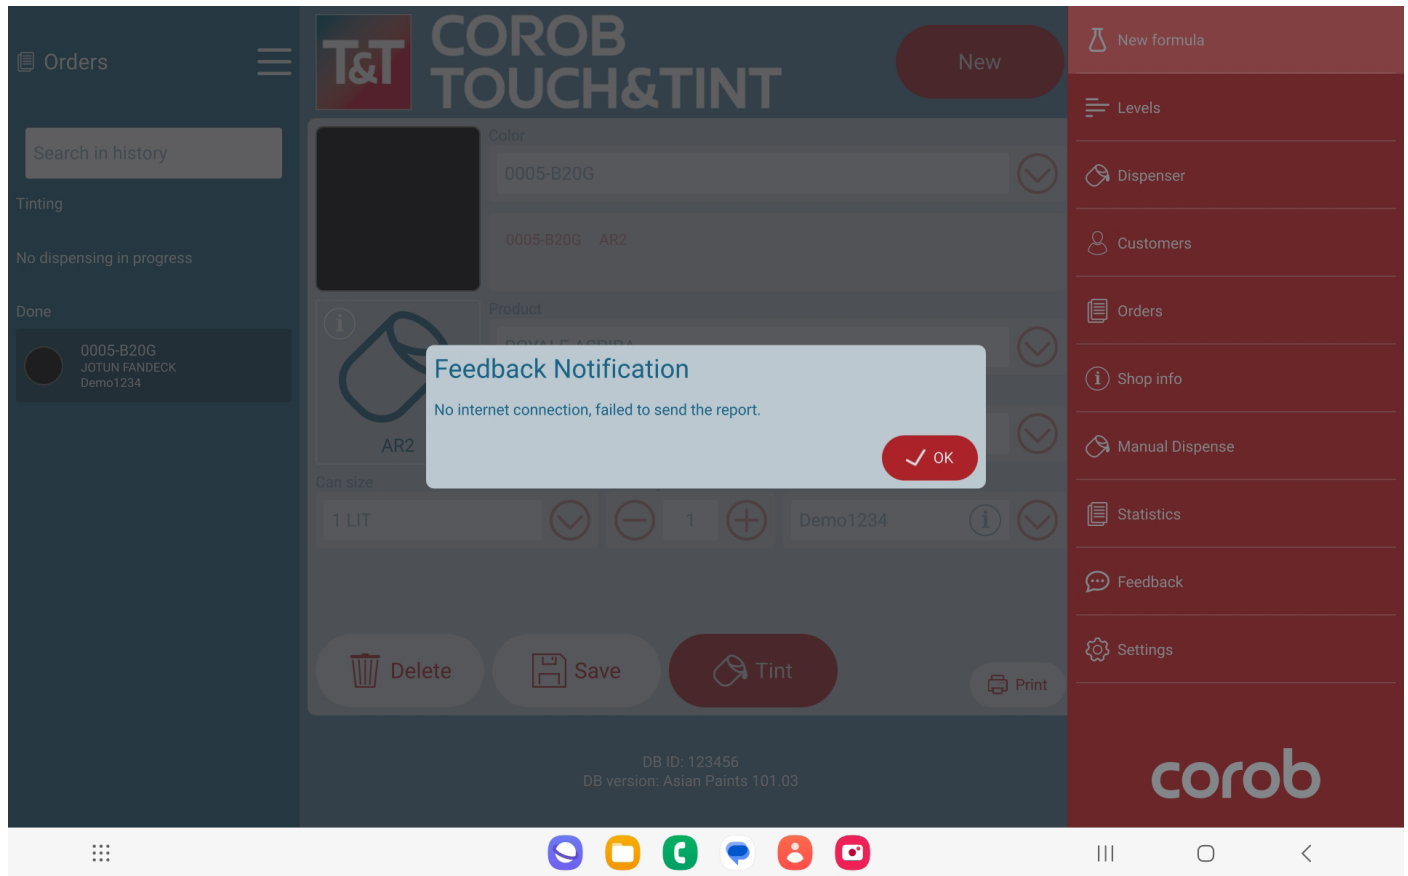 Orders
Search in history
Tinting
No dispensing in progress
Done
0005-B20G
JOTUN FANDECK
Demo1234
T&T
COROB
TOUCH&TINT
New
Color
0005-B20G
0005-B20G AR2
Product
ROYALE ASPIRA
AR2
Feedback Notification
No internet connection, failed to send the report.
OK
Can size
1 LIT
1
Demo1234
Delete
Save
Tint
Print
DB ID: 123456
DB version: Asian Paints 101.03
New formula
Levels
Dispenser
Customers
Orders
Shop info
Manual Dispense
Statistics
Feedback
Settings
corob